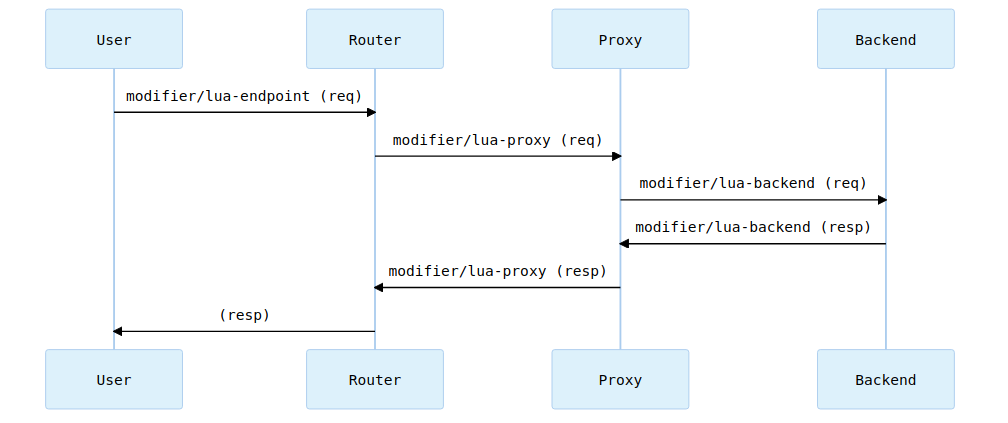 User Router Proxy Backend
modifier/lua-endpoint (req)
modifier/lua-proxy (req)
modifier/lua-backend (req)
modifier/lua-backend (resp)
modifier/lua-proxy (resp)
(resp)
User Router Proxy Backend